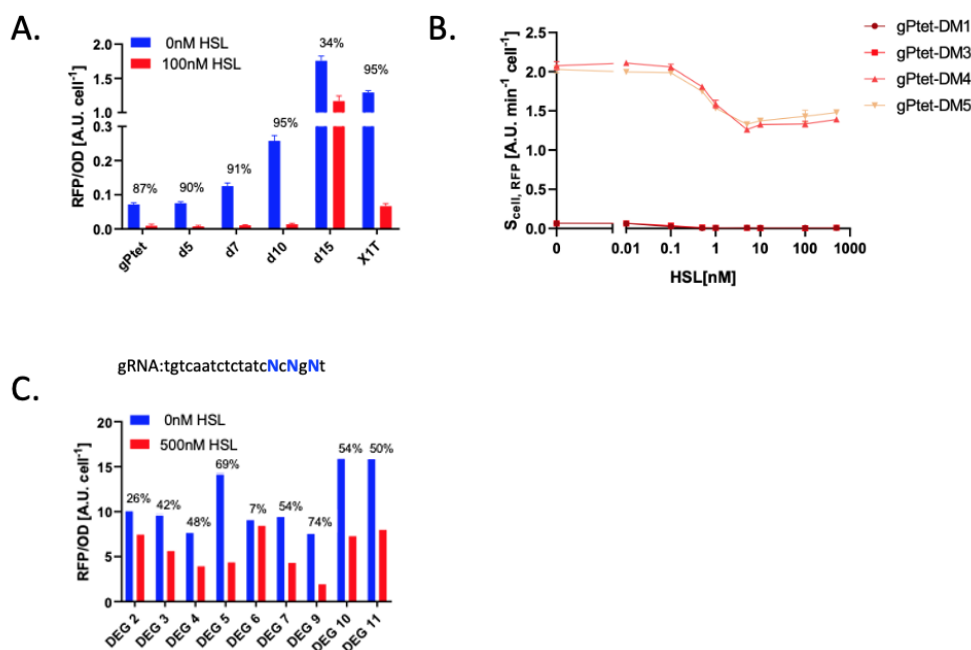 A.
0nM HSL
100nM HSL
RFP/OD [A.U. cell-1]
2.0
1.5
1.0
0.3
0.2
0.1
0.0
87%
90%
91%
95%
34%
95%
gPtet
d5
d7
d10
d15
X1T
B.
gPtet-DM1
gPtet-DM3
gPtet-DM4
gPtet-DM5
Scell, RFP [A.U. min-1 cell-1]
2.5
2.0
1.5
1.0
0.5
0.0
0
0.01
0.1
1
10
100
1000
HSL[nM]
gRNA:tgtcaatctctatcNcNgNt
C.
0nM HSL
500nM HSL
RFP/OD [A.U. cell-1]
20
15
10
5
0
26%
42%
48%
69%
7%
54%
74%
54%
50%
DEG 2
DEG 3
DEG 4
DEG 5
DEG 6
DEG 7
DEG 9
DEG 10
DEG 11